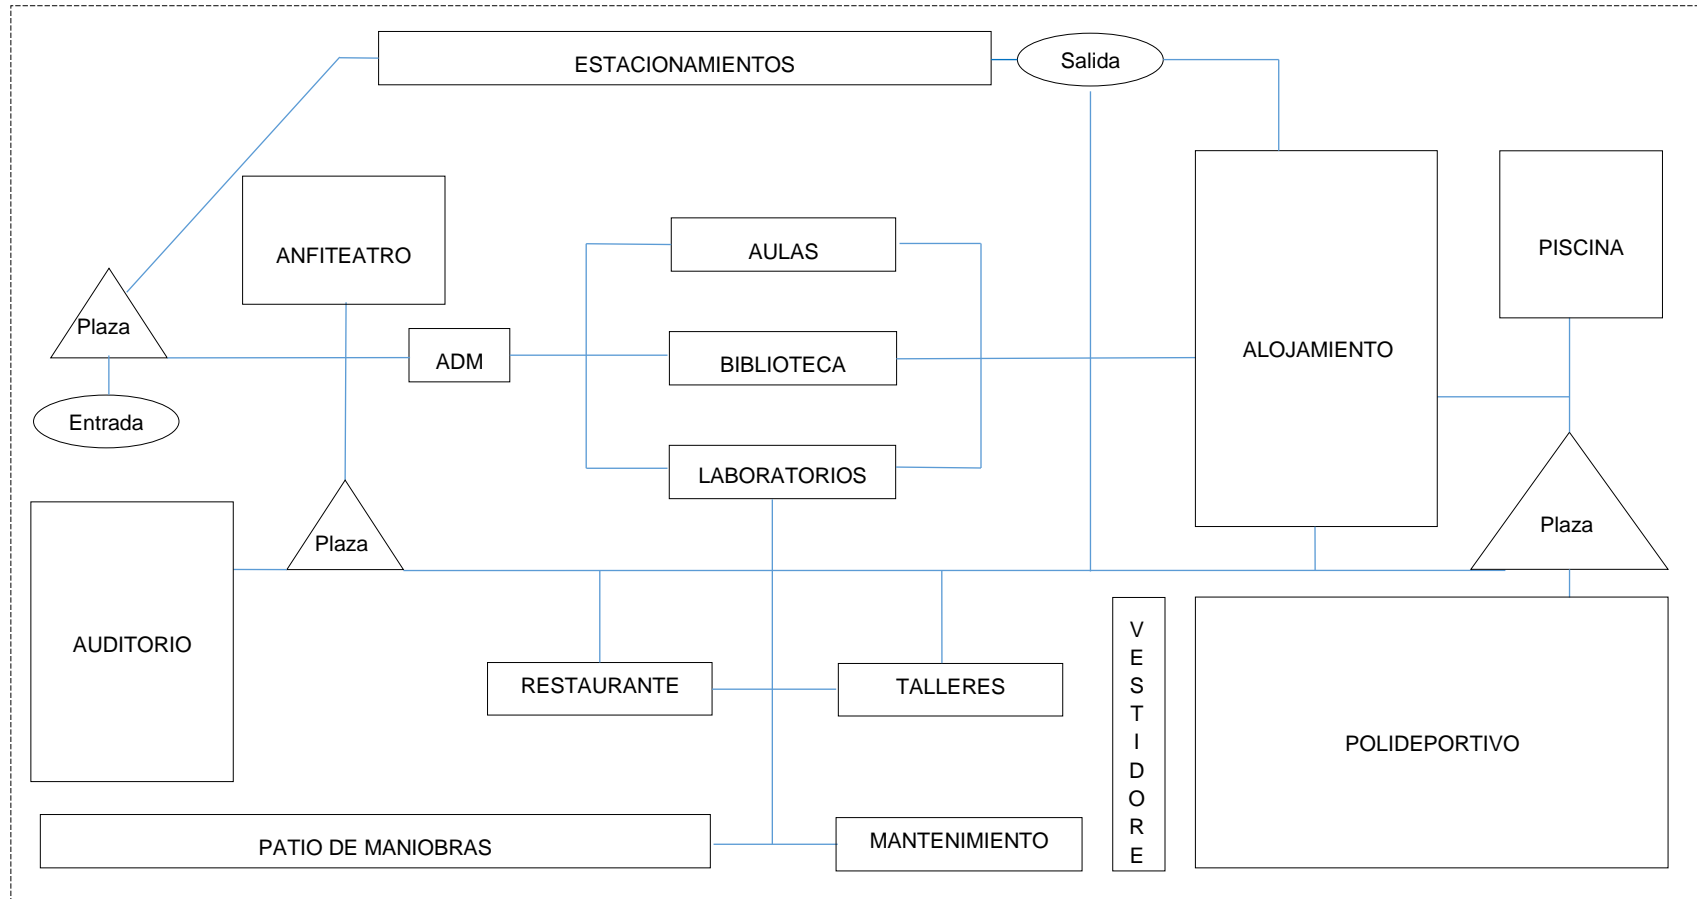 ESTACIONAMIENTOS
Salida
ANFITEATRO
AULAS
PISCINA
Plaza
ADM
BIBLIOTECA
ALOJAMIENTO
Entrada
LABORATORIOS
Plaza
Plaza
AUDITORIO
RESTAURANTE
TALLERES
V
E
S
T
I
D
O
R
E
POLIDEPORTIVO
PATIO DE MANIOBRAS
MANTENIMIENTO